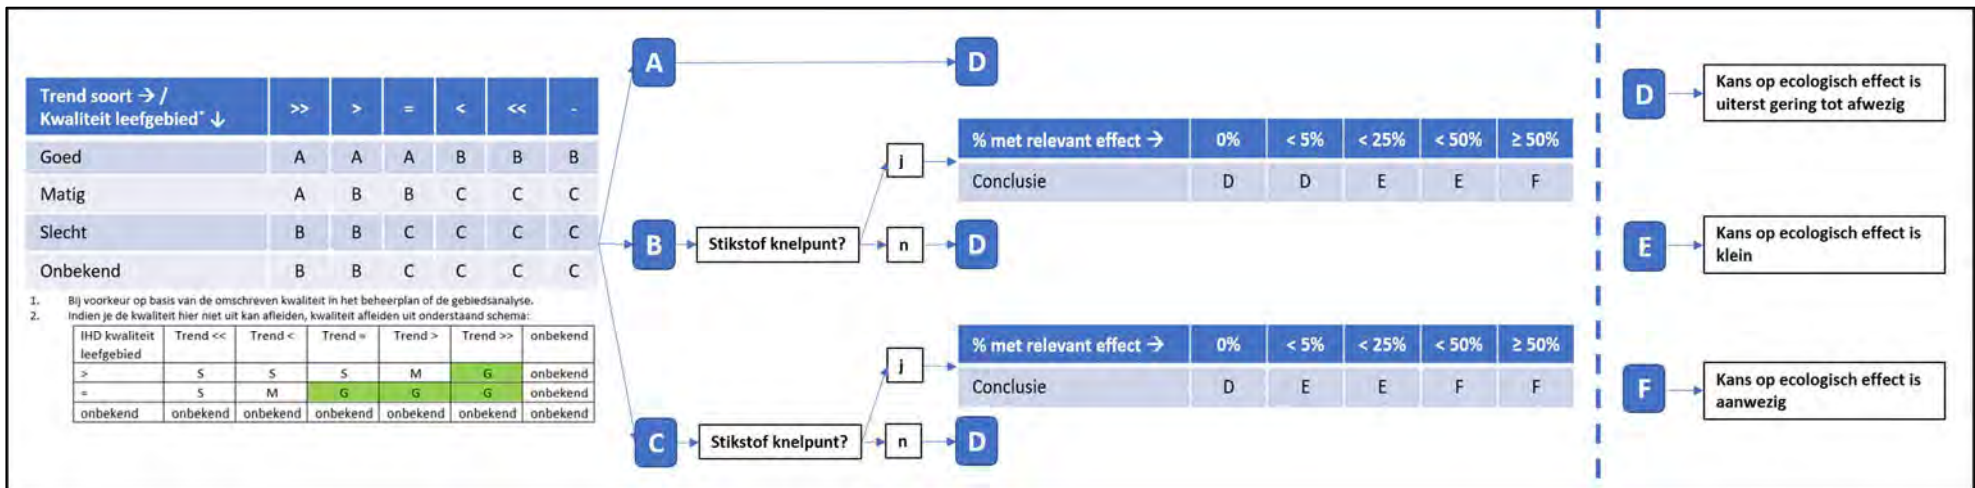 Trend soort → / >> > = < << -
Kwaliteit leefgebied* ↓
Goed A A A B B B
Matig A B B C C C
Slecht B B C C C C
Onbekend B B C C C C
1. Bij voorkeur op basis van de omschreven kwaliteit in het beheerplan of de gebiedsanalyse.
2. Indien je de kwaliteit hier niet uit kan afleiden, kwaliteit afleiden uit onderstaand schema:
IHD kwaliteit Trend << Trend < Trend = Trend > Trend >> onbekend
leefgebied
> S S S M G onbekend
= S M G G G onbekend
onbekend onbekend onbekend onbekend onbekend onbekend onbekend
A
D
B
Stikstof knelpunt?
j
% met relevant effect → 0% < 5% < 25% < 50% ≥ 50%
Conclusie D D E E F
n
D
C
Stikstof knelpunt?
j
% met relevant effect → 0% < 5% < 25% < 50% ≥ 50%
Conclusie D E E F F
n
D
D
Kans op ecologisch effect is
uiterst gering tot afwezig
E
Kans op ecologisch effect is
klein
F
Kans op ecologisch effect is
aanwezig